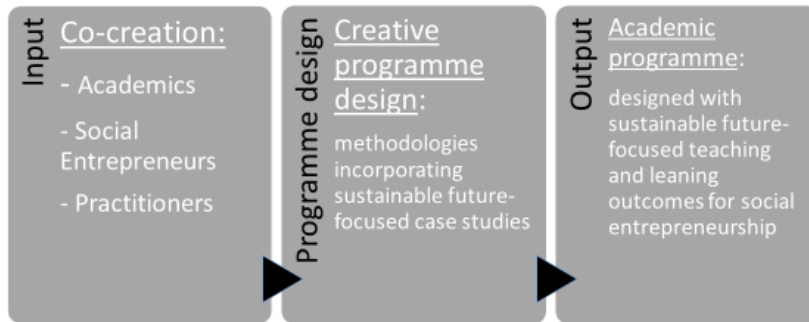 Input
Co-creation:
- Academics
- Social
Entrepreneurs
- Practitioners
Programme design
Creative
programme
design:
methodologies
incorporating
sustainable future-
focused case studies
Output
Academic
programme:
designed with
sustainable future-
focused teaching
and leaning
outcomes for social
entrepreneurship